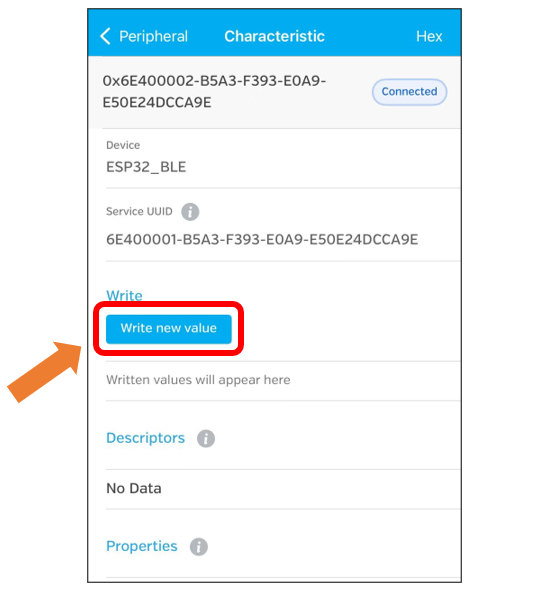 Peripheral Characteristic Hex
0x6E400002-B5A3-F393-E0A9-
E50E24DCCA9E
Connected
Device
ESP32_BLE
Service UUID i
6E400001-B5A3-F393-E0A9-E50E24DCCA9E
Write
Write new value
Written values will appear here
Descriptors i
No Data
Properties i